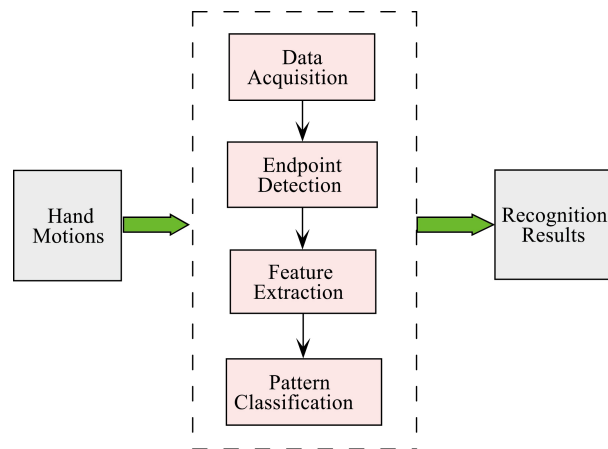 Hand
Motions
Data
Acquisition
Endpoint
Detection
Feature
Extraction
Pattern
Classification
Recognition
Results